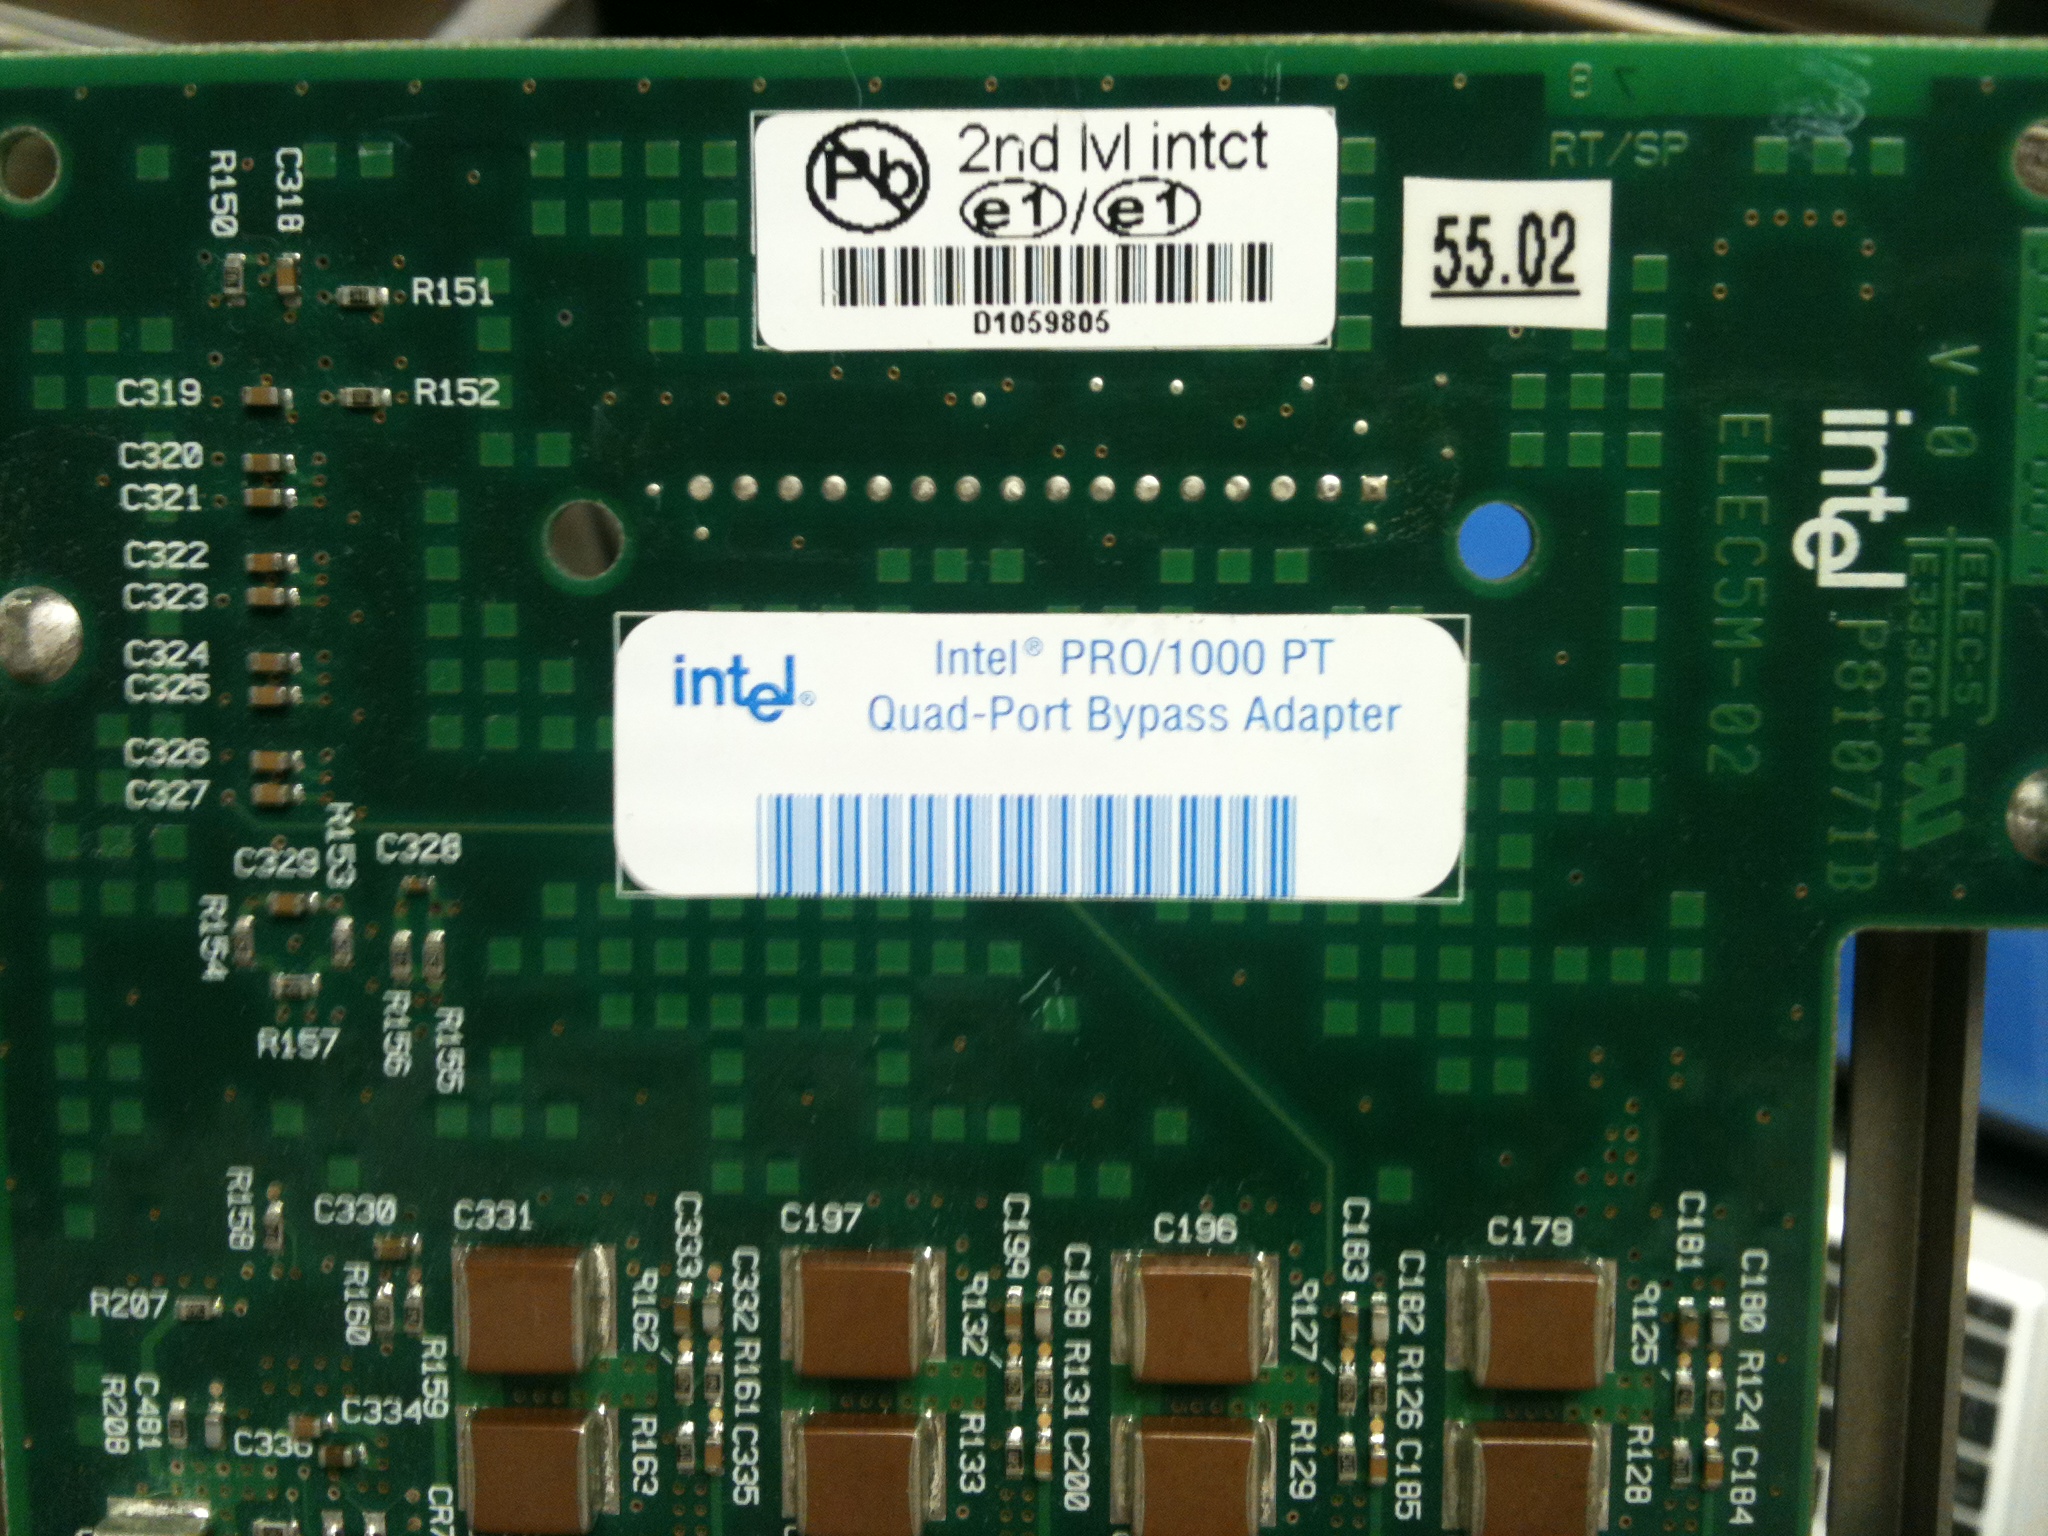 8 7
RT/SP
Pb
2nd lvl intct
e1/e1
D1059805
55.02
R150
C318
R151
C319
R152
C320
C321
C322
C323
C324
C325
C326
C327
intel®
Intel® PRO/1000 PT
Quad-Port Bypass Adapter
V-0
ELEC5M-02
intel
P81071B
ELEC-5
E330CM
R153
C329
C328
R154
R157
R156
R155
R158
C330
C331
C333
C197
C199
C196
C183
C179
C181
R207
R160
R162
C332
R132
C198
R127
C182
R125
C180
R208
C481
R159
C334
R161
R131
R126
R124
R163
C335
R133
C200
R129
C185
R128
C184